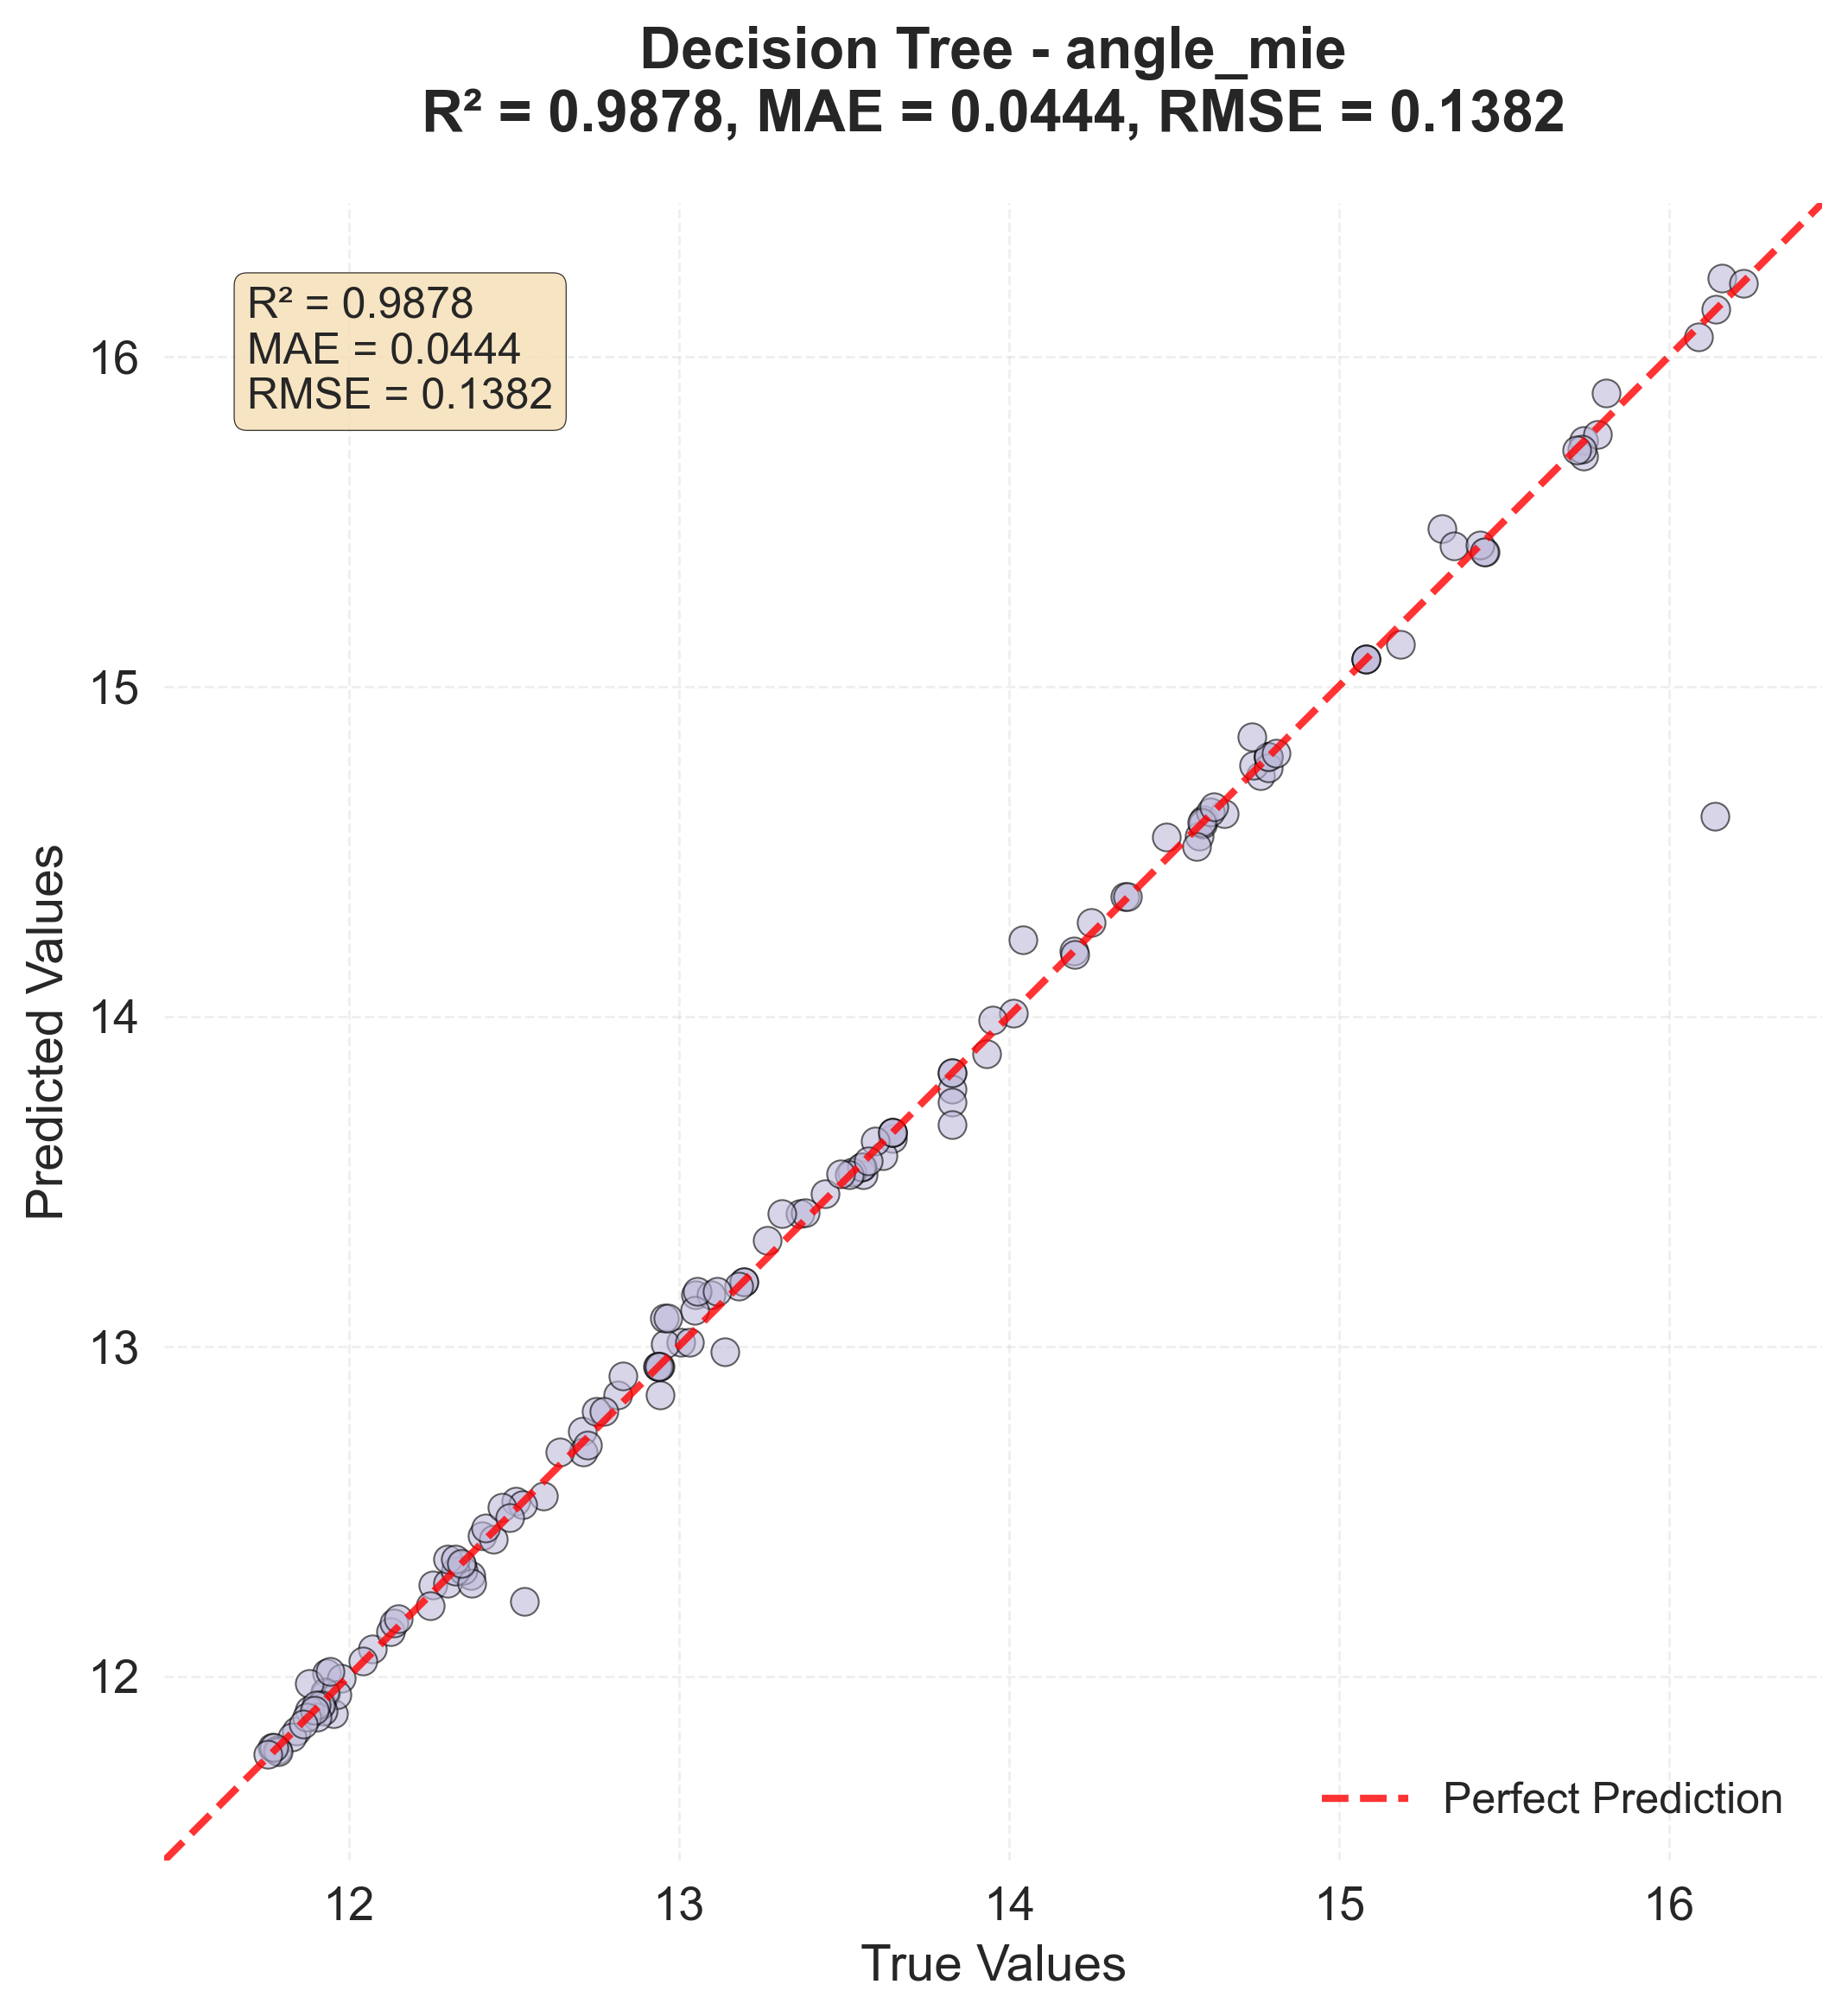 Decision Tree - angle_mie
R² = 0.9878, MAE = 0.0444, RMSE = 0.1382
R² = 0.9878
MAE = 0.0444
RMSE = 0.1382
16
15
14
13
12
Predicted Values
Perfect Prediction
12 13 14 15 16
True Values